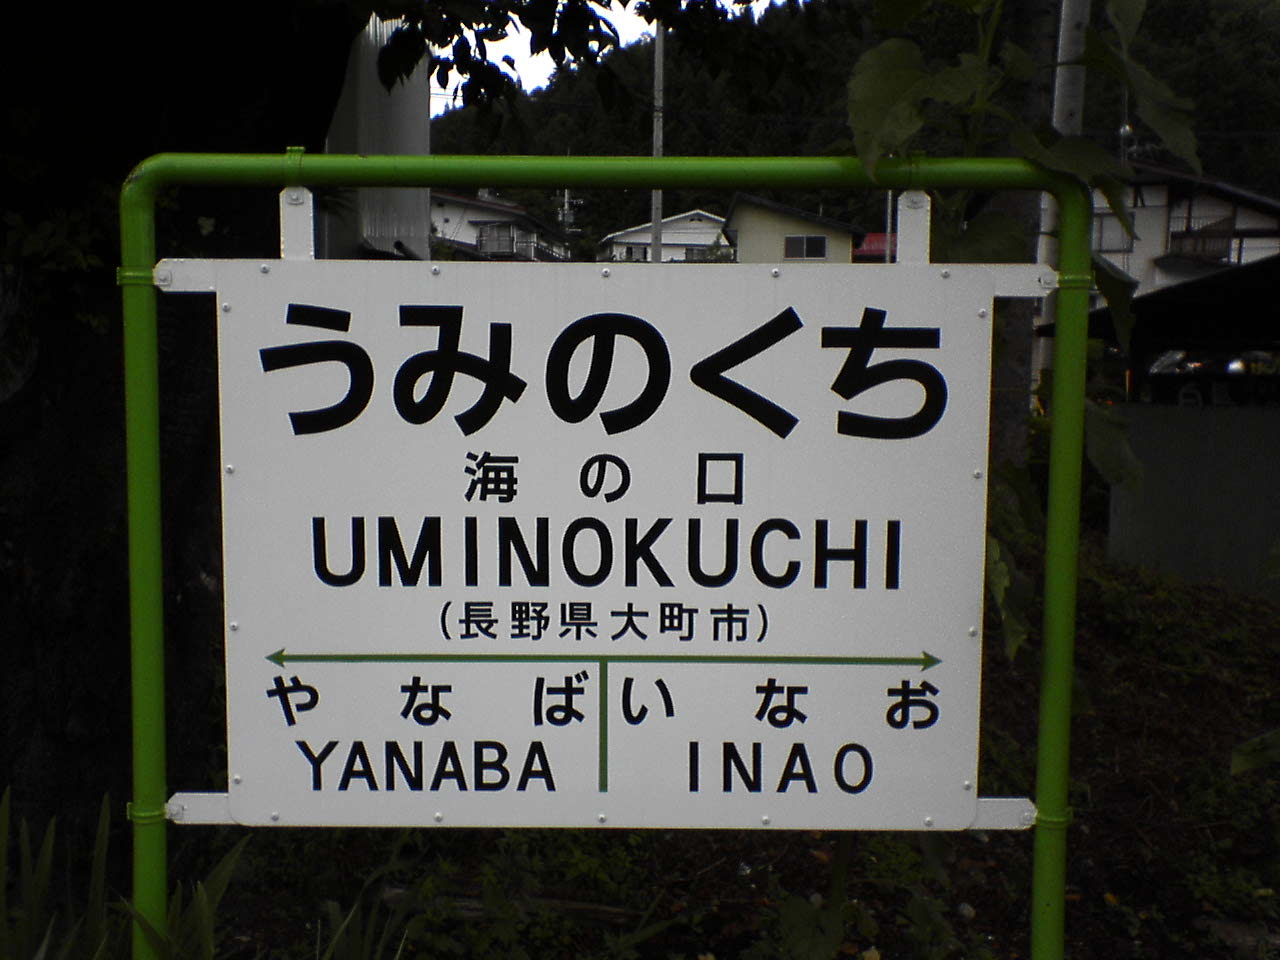 うみのくち
海の口
UMINOKUCHI
(長野県大町市)
やなば いなお
YANABA INAO